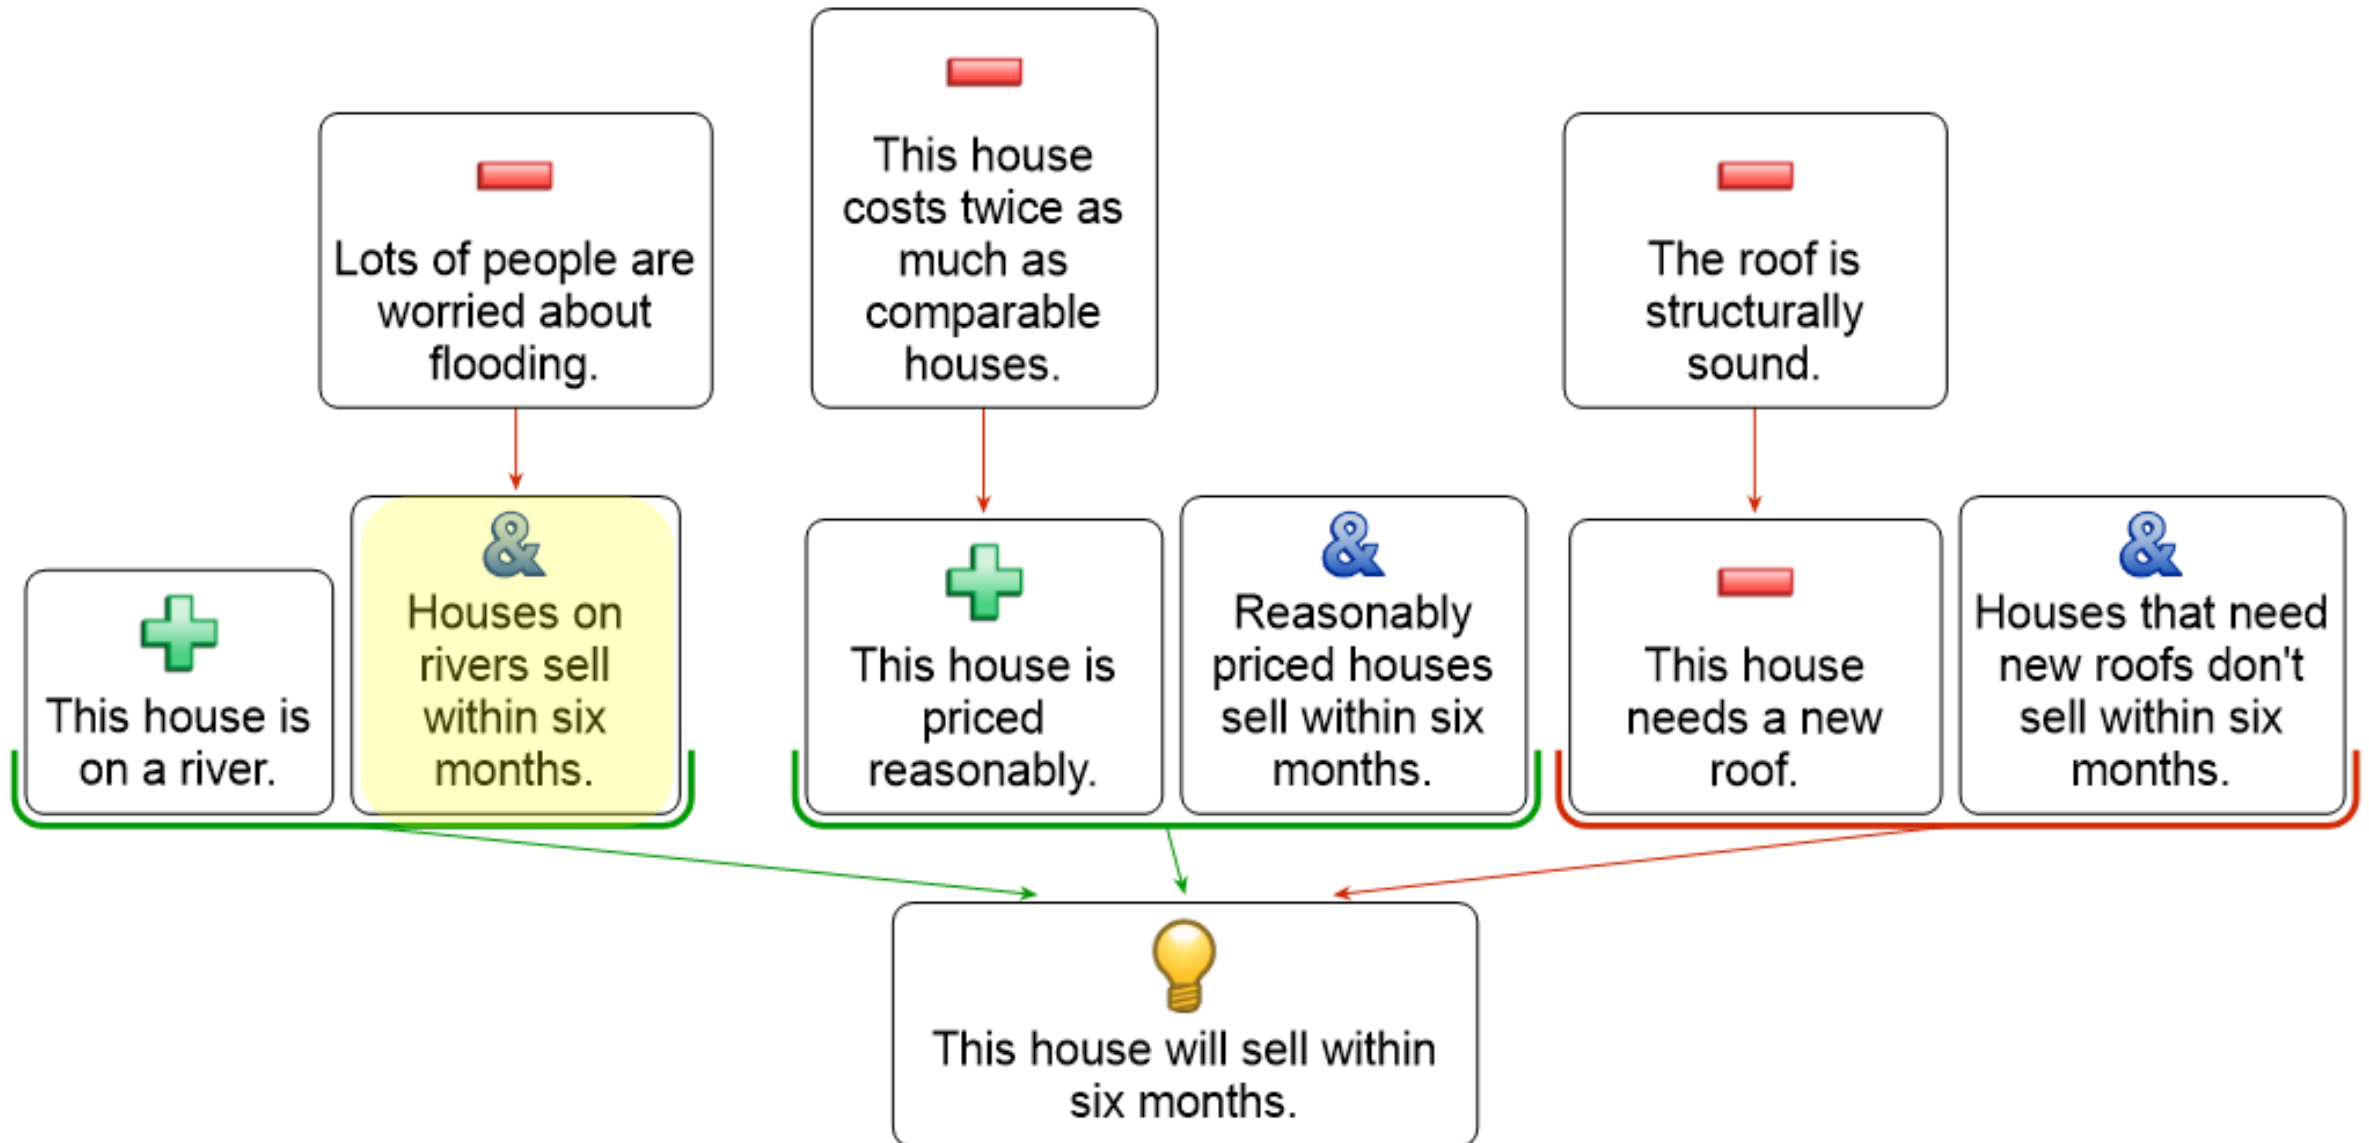 This house
costs twice as
much as
comparable
houses.
Lots of people are
worried about
flooding.
The roof is
structurally
sound.
This house is
on a river.
&
Houses on
rivers sell
within six
months.
This house is
priced
reasonably.
&
Reasonably
priced houses
sell within six
months.
This house
needs a new
roof.
&
Houses that need
new roofs don't
sell within six
months.
This house will sell within
six months.